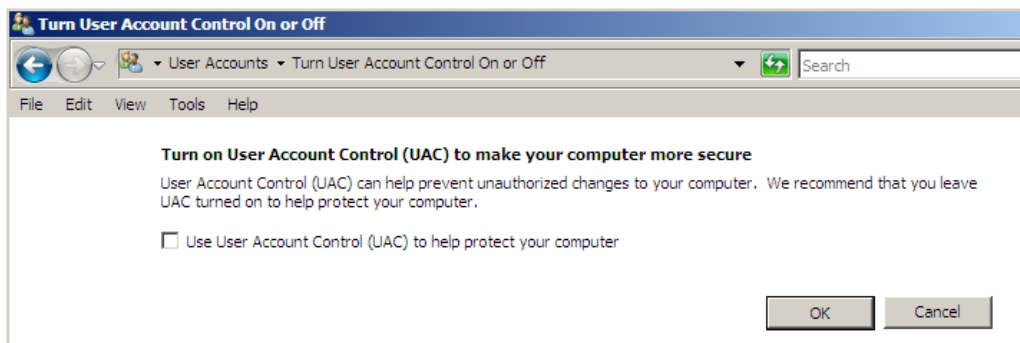 Turn User Account Control On or Off
User Accounts Turn User Account Control On or Off Search
File Edit View Tools Help
Turn on User Account Control (UAC) to make your computer more secure
User Account Control (UAC) can help prevent unauthorized changes to your computer. We recommend that you leave
UAC turned on to help protect your computer.
Use User Account Control (UAC) to help protect your computer
OK Cancel